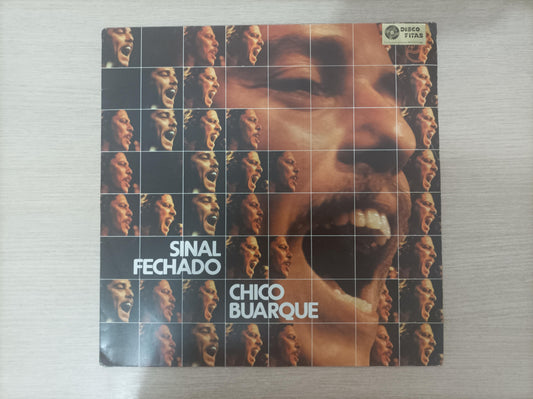 DISCO
FITAS
SINAL
FECHADO
CHICO
BUARQUE